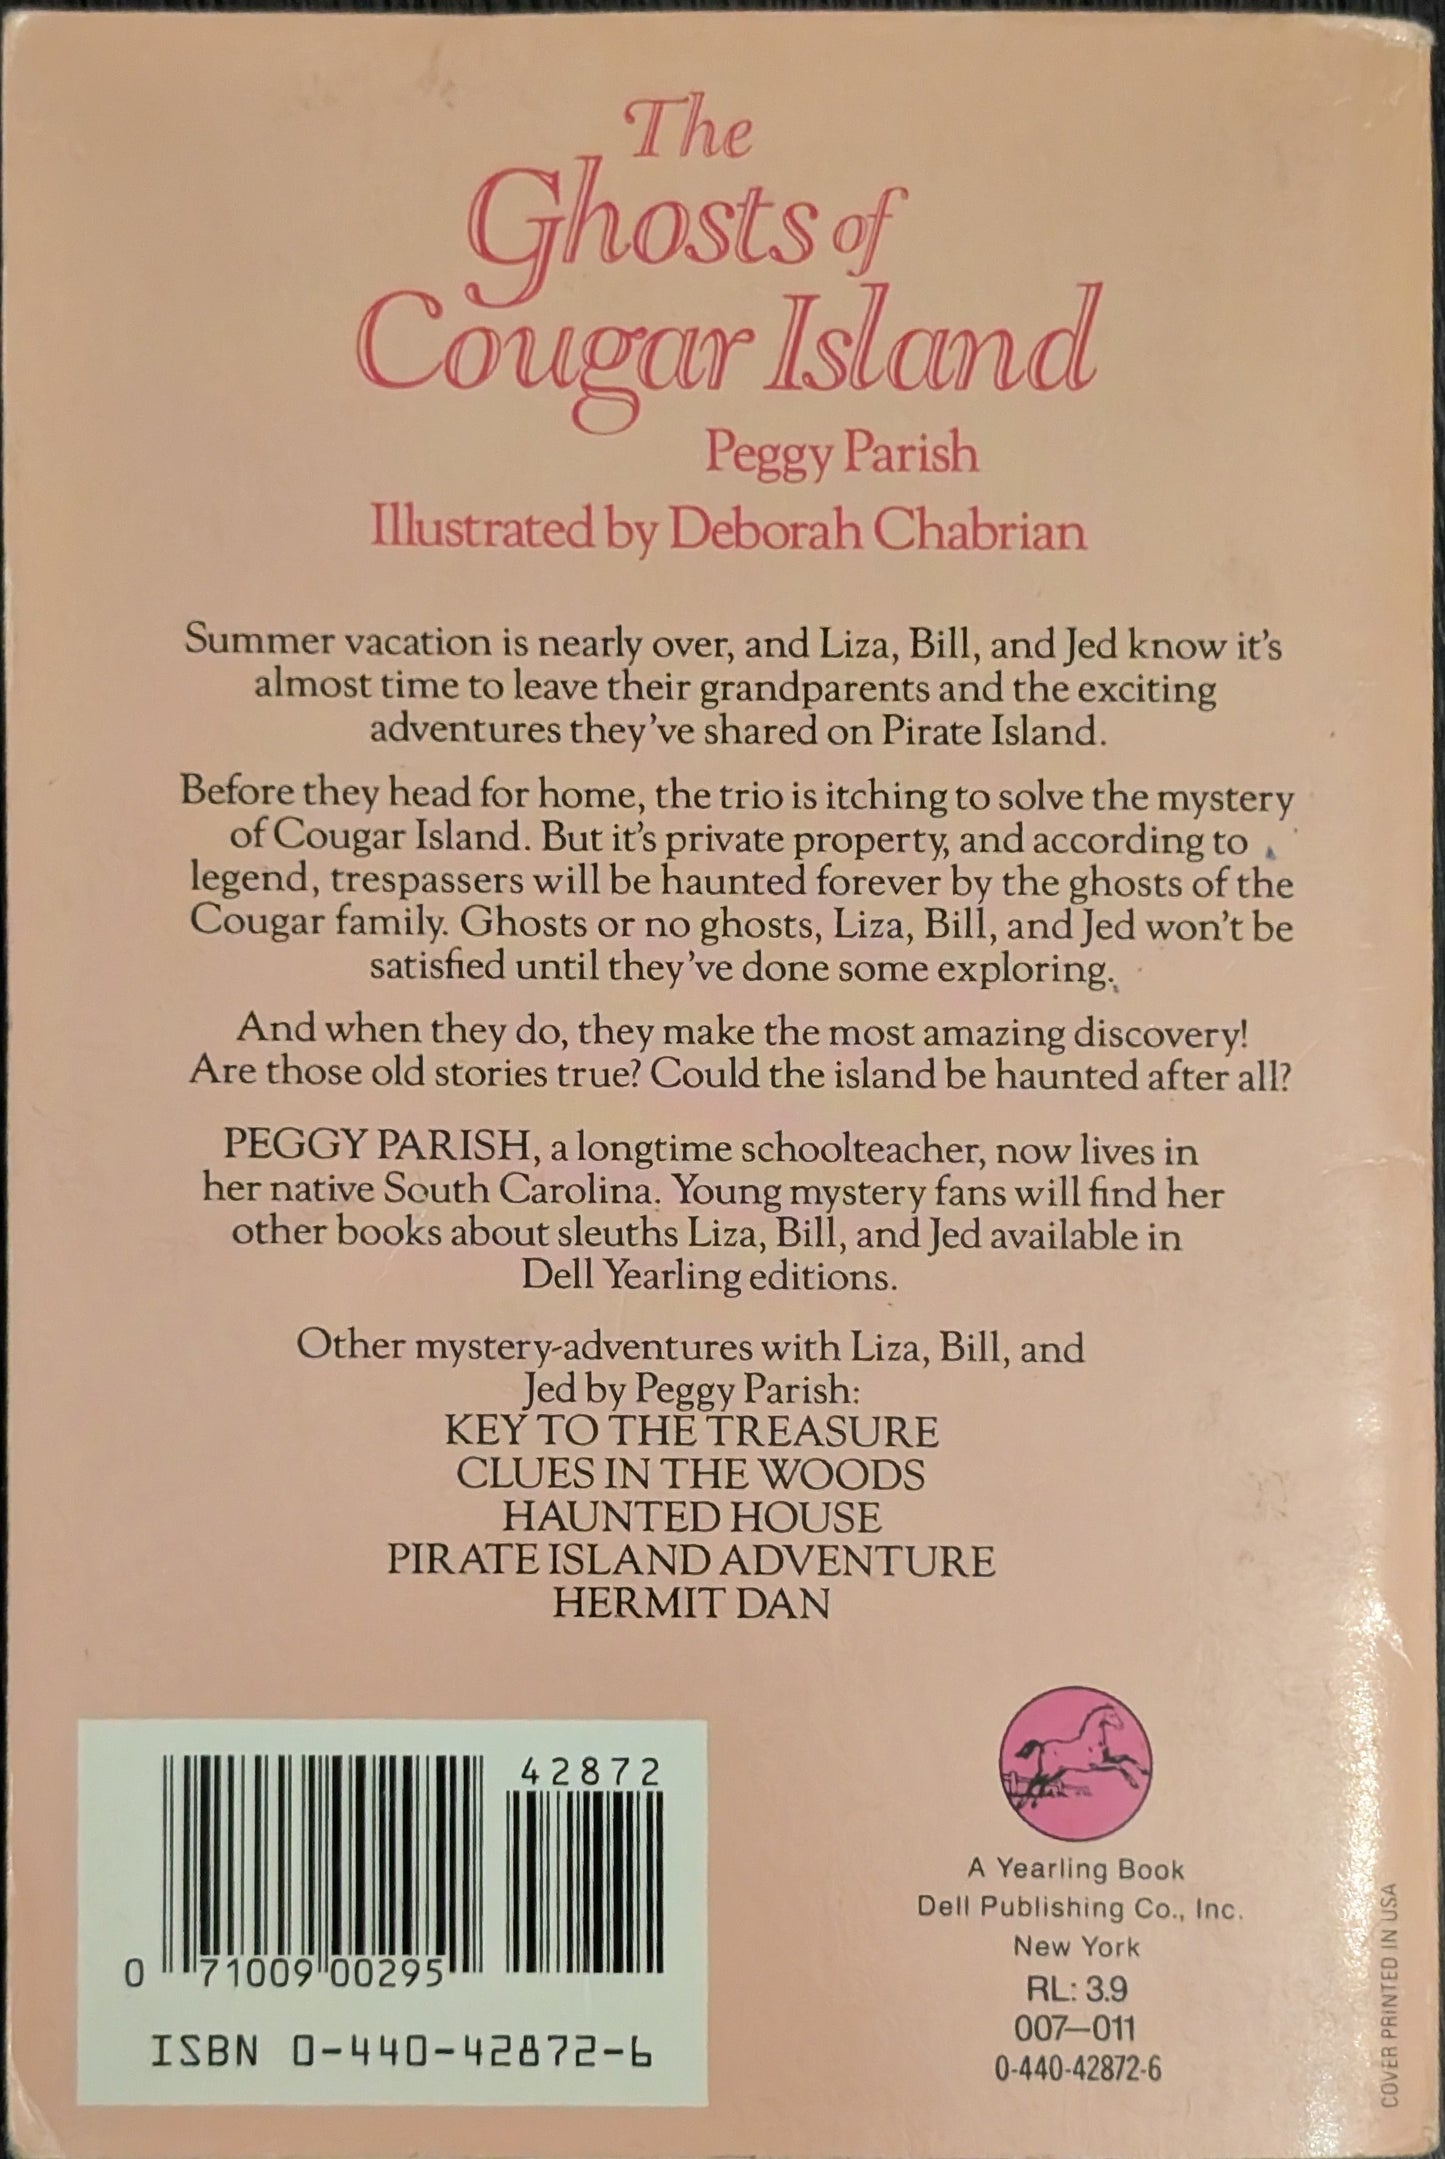 The
Ghosts of
Cougar Island
Peggy Parish
Illustrated by Deborah Chabrian
Summer vacation is nearly over, and Liza, Bill, and Jed know it's
almost time to leave their grandparents and the exciting
adventures they've shared on Pirate Island.
Before they head for home, the trio is itching to solve the mystery
of Cougar Island. But it's private property, and according to
legend, trespassers will be haunted forever by the ghosts of the
Cougar family. Ghosts or no ghosts, Liza, Bill, and Jed won't be
satisfied until they've done some exploring.
And when they do, they make the most amazing discovery!
Are those old stories true? Could the island be haunted after all?
PEGGY PARISH, a longtime schoolteacher, now lives in
her native South Carolina. Young mystery fans will find her
other books about sleuths Liza, Bill, and Jed available in
Dell Yearling editions.
Other mystery-adventures with Liza, Bill, and
Jed by Peggy Parish:
KEY TO THE TREASURE
CLUES IN THE WOODS
HAUNTED HOUSE
PIRATE ISLAND ADVENTURE
HERMIT DAN
42872
0 71009 00295
ISBN 0-440-42872-6
A Yearling Book
Dell Publishing Co., Inc.
New York
RL: 3.9
007—011
0-440-42872-6
COVER PRINTED IN USA